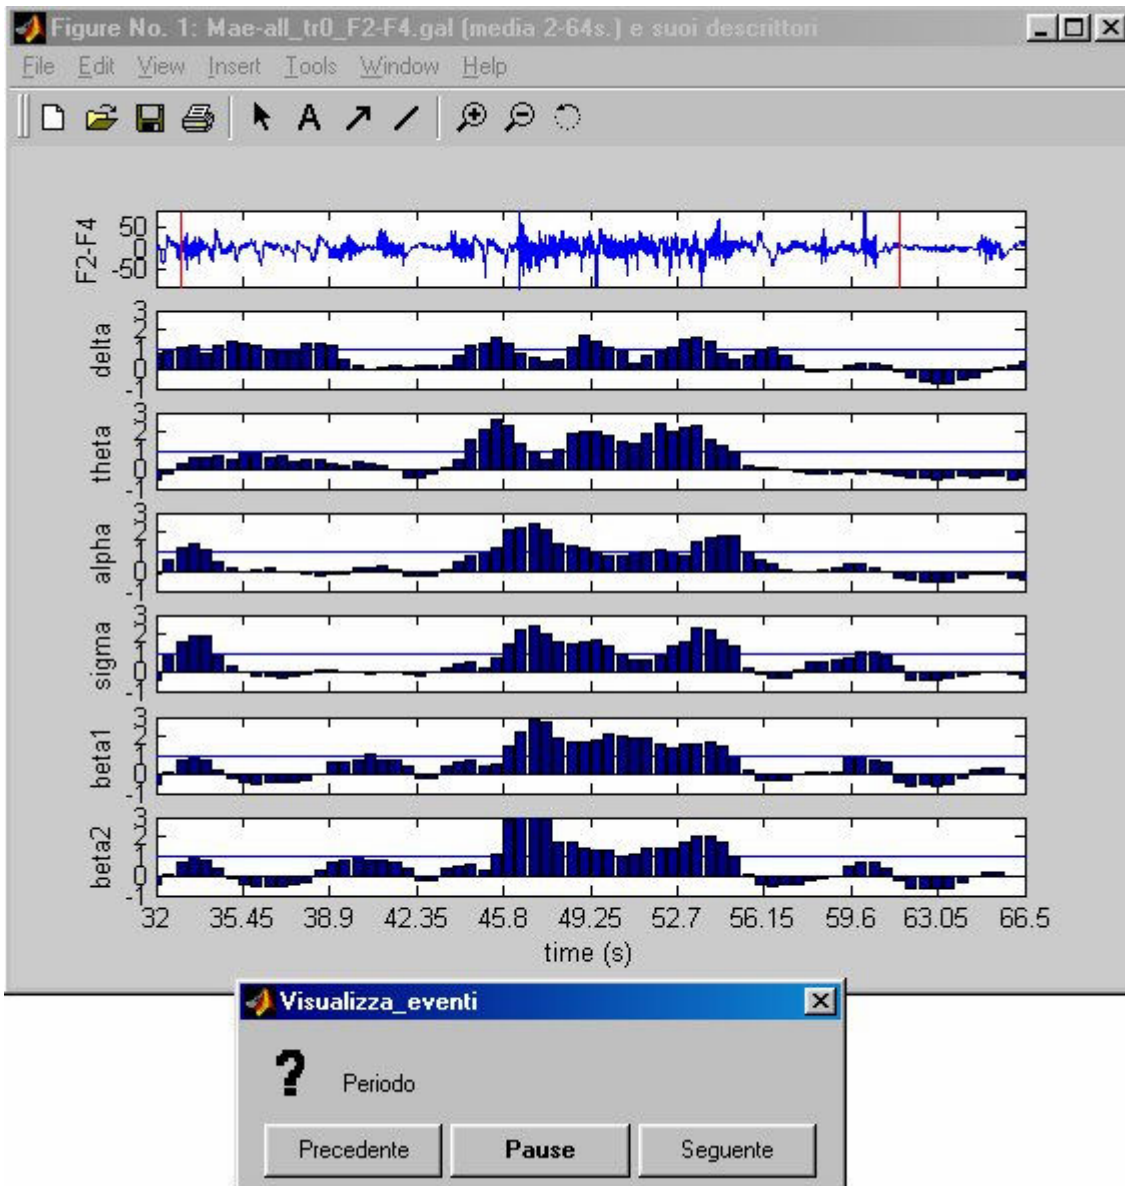 Figure No. 1: Mae-all_tr0_F2-F4.gal (media 2-64s.) e suoi descrittori
File Edit View Insert Tools Window Help
A
F2-F4
50
0
-50
delta
3
2
1
0
-1
theta
3
2
1
0
-1
alpha
3
2
1
0
-1
sigma
3
2
1
0
-1
beta1
3
2
1
0
-1
beta2
3
2
1
0
-1
32 35.45 38.9 42.35 45.8 49.25 52.7 56.15 59.6 63.05 66.5
time (s)
Visualizza_eventi
? Periodo
Precedente Pause Seguente